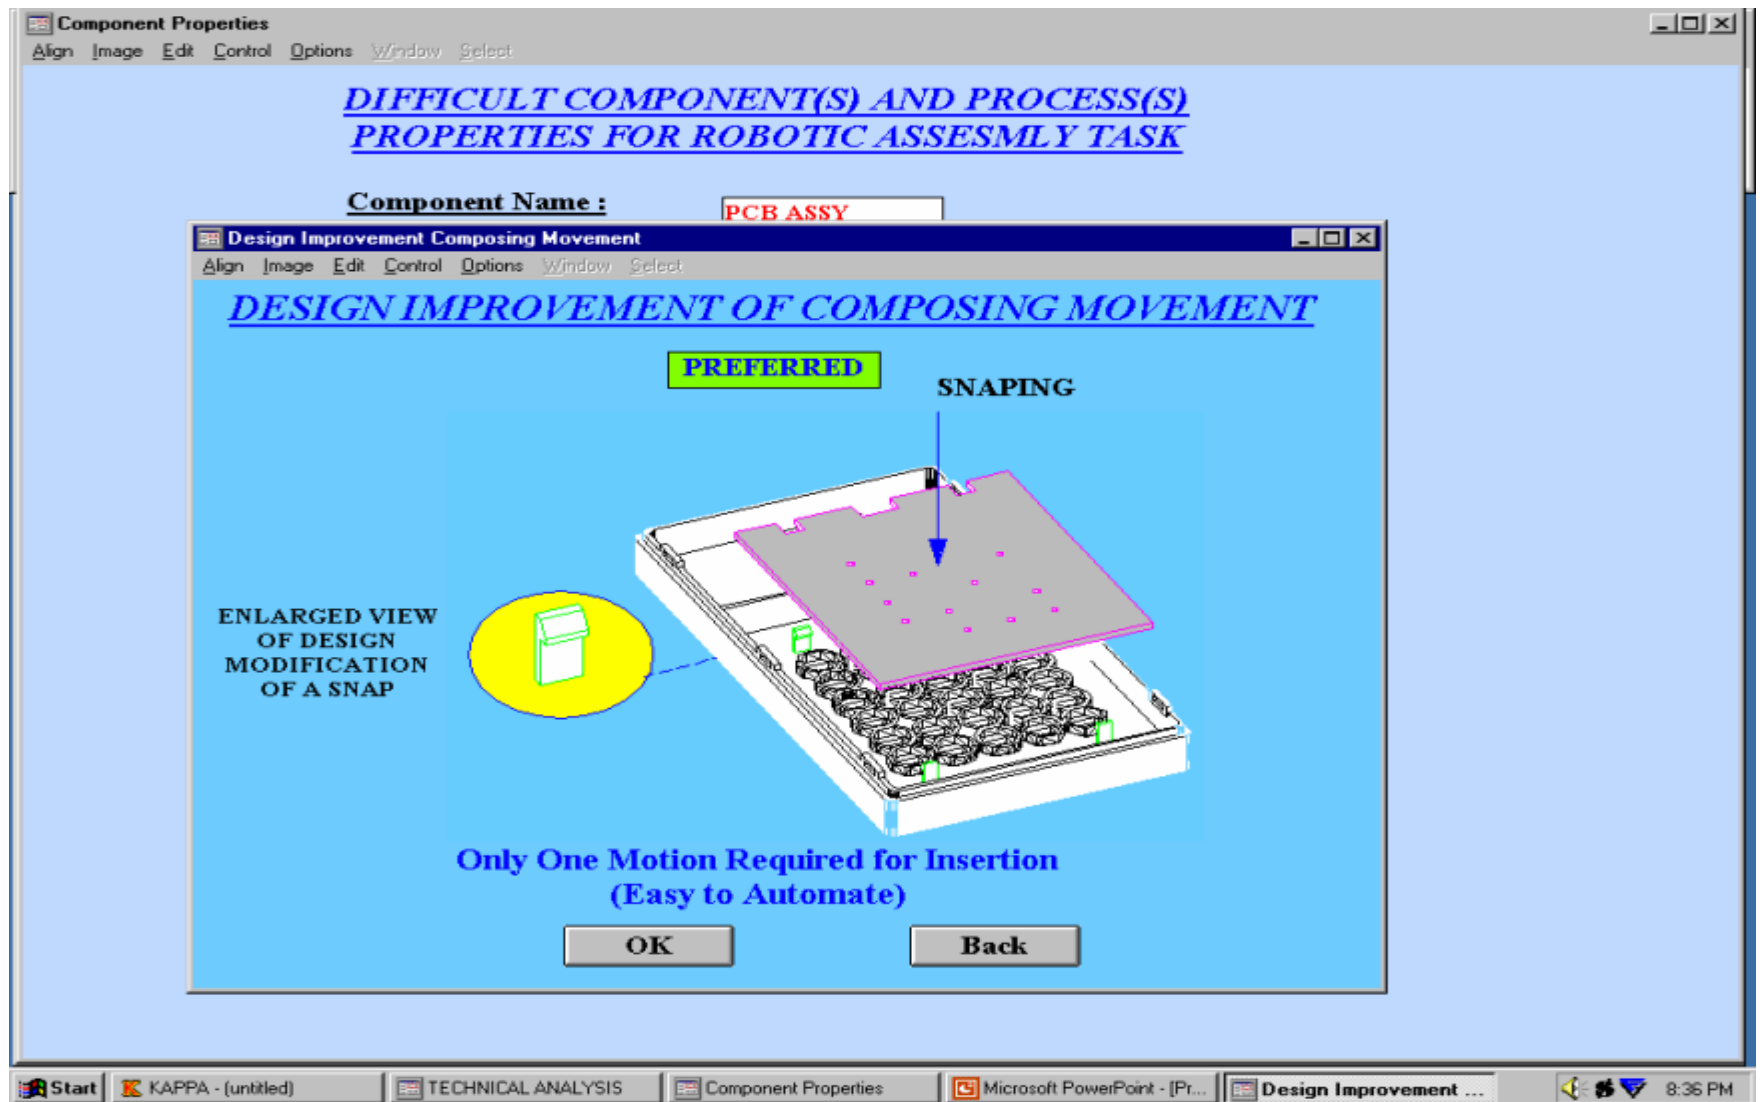 Component Properties
Align Image Edit Control Options Window Select
DIFFICULT COMPONENT(S) AND PROCESS(S)
PROPERTIES FOR ROBOTIC ASSESMLY TASK
Component Name :
PCB ASSY
Design Improvement Composing Movement
Align Image Edit Control Options Window Select
DESIGN IMPROVEMENT OF COMPOSING MOVEMENT
PREFERRED
SNAPING
ENLARGED VIEW
OF DESIGN
MODIFICATION
OF A SNAP
Only One Motion Required for Insertion
(Easy to Automate)
OK
Back
Start
KAPPA - (untitled)
TECHNICAL ANALYSIS
Component Properties
Microsoft PowerPoint - [Pr...
Design Improvement ...
8:36 PM